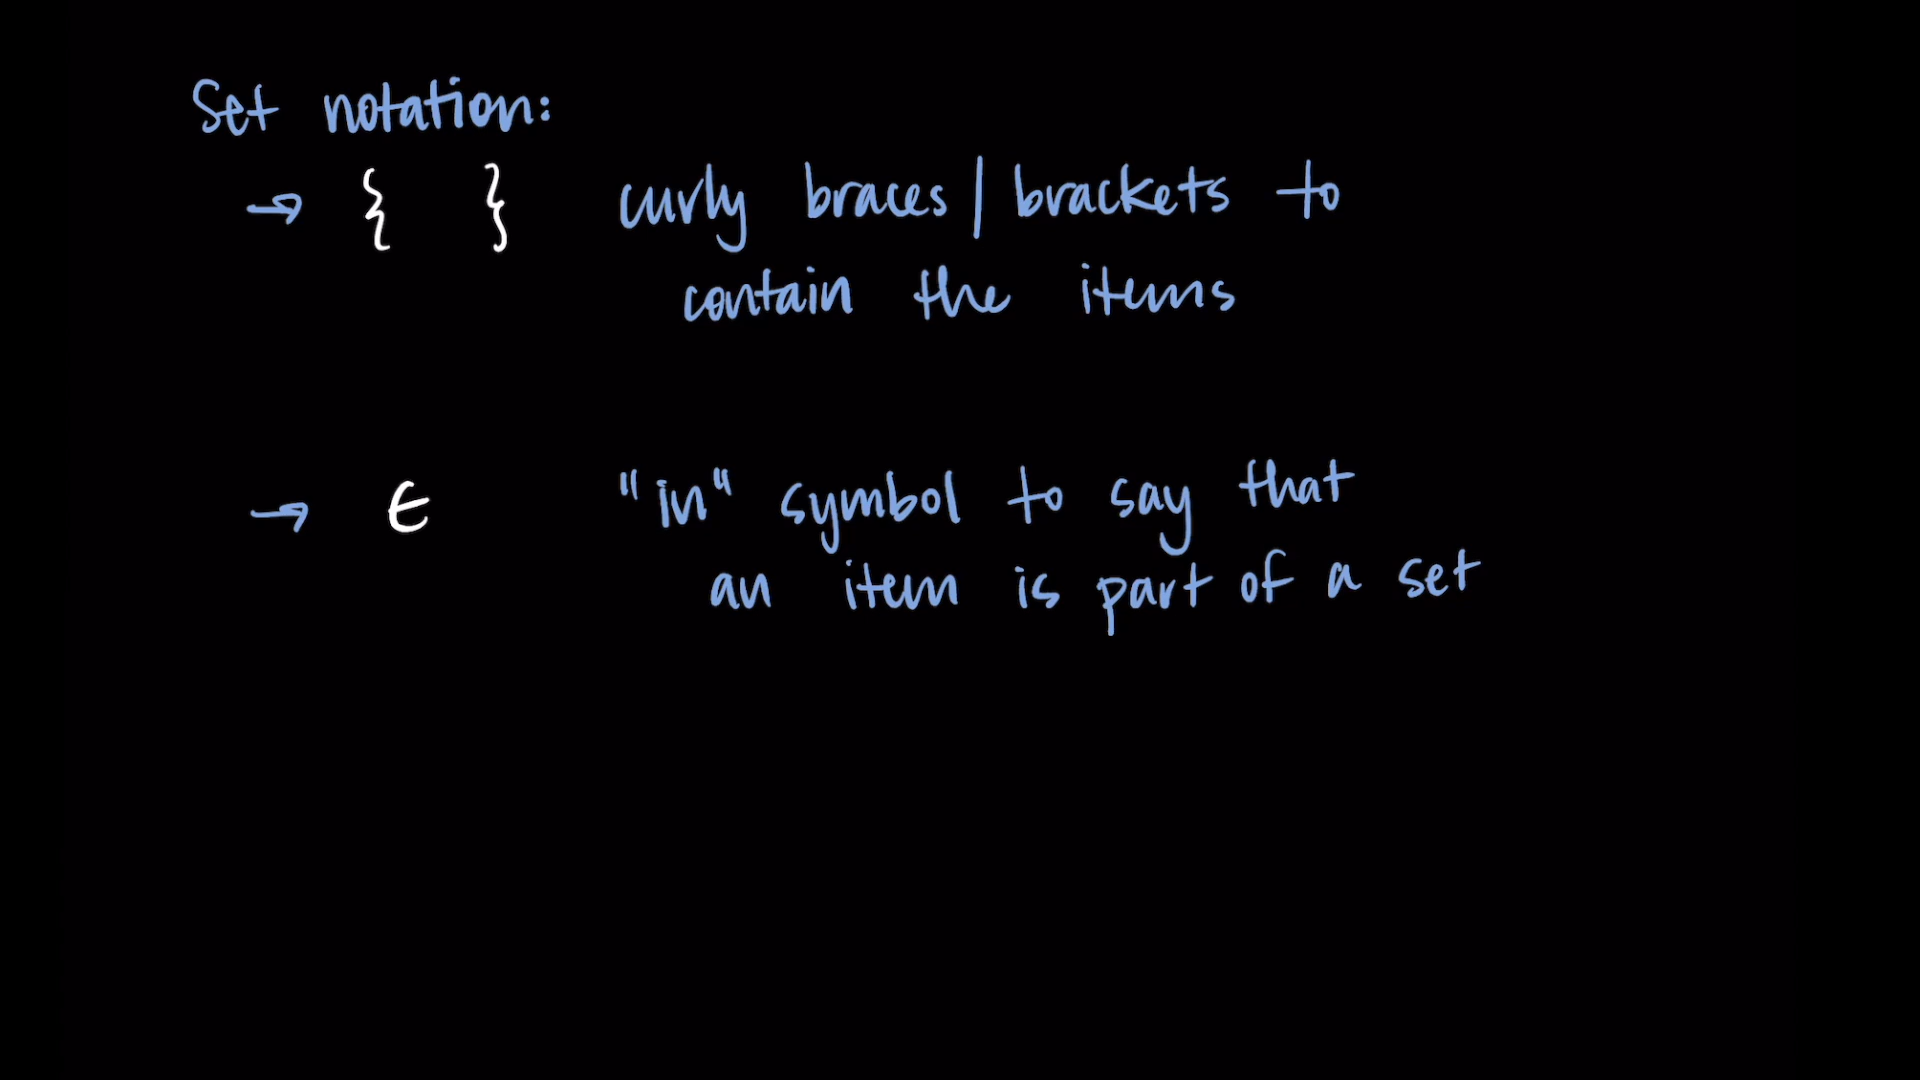 Set notation:
→ { } curly braces / brackets to
contain the items
→ ∈ "in" symbol to say that
an item is part of a set